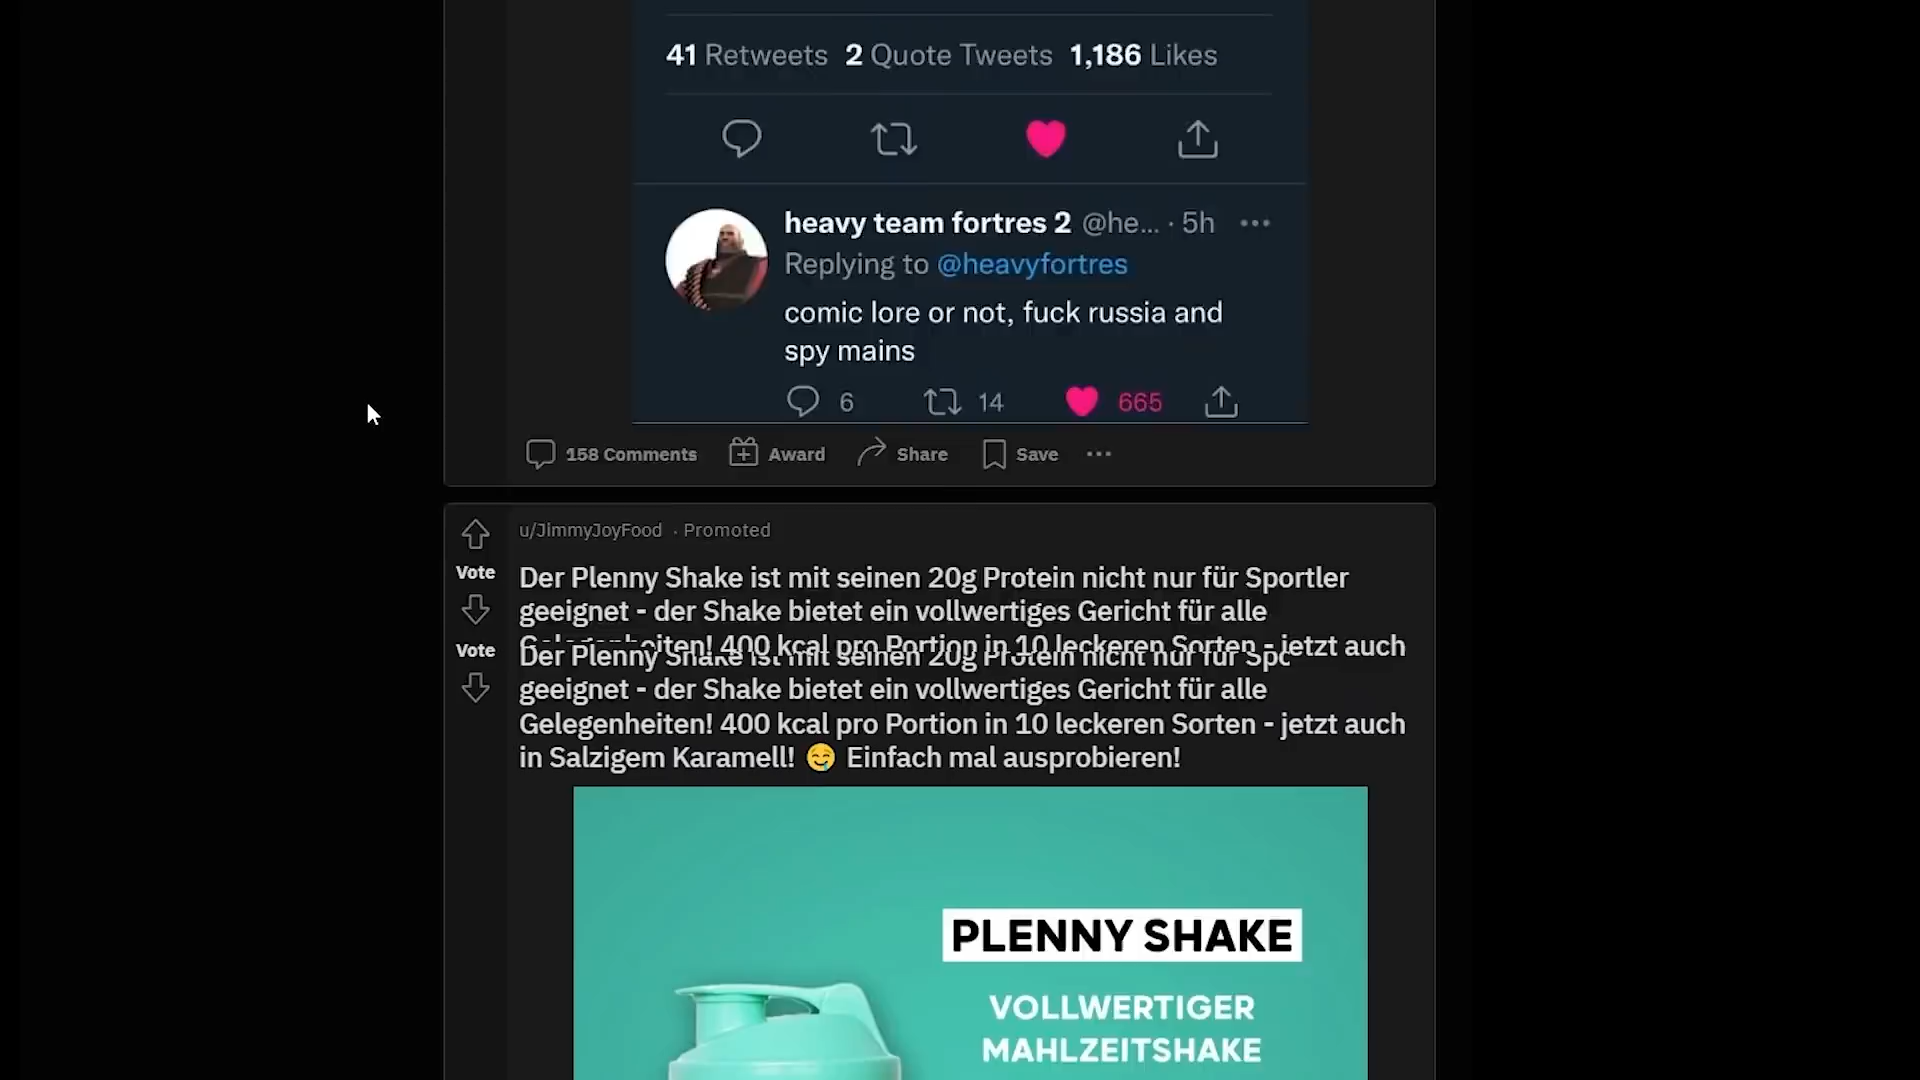 41 Retweets 2 Quote Tweets 1,186 Likes
heavy team fortres 2 @he... · 5h
Replying to @heavyfortres
comic lore or not, fuck russia and
spy mains
6 14 665
158 Comments Award Share Save
u/JimmyJoyFood · Promoted
Vote
Der Plenny Shake ist mit seinen 20g Protein nicht nur für Sportler
geeignet - der Shake bietet ein vollwertiges Gericht für alle
400 kcal pro Portion in 10 leckeren Sorten - jetzt auch
Vote
Der Plenny Shake ist mit seinen 20g Protein nicht nur für
geeignet - der Shake bietet ein vollwertiges Gericht für alle
Gelegenheiten! 400 kcal pro Portion in 10 leckeren Sorten - jetzt auch
in Salzigem Karamell! 🤤 Einfach mal ausprobieren!
PLENNY SHAKE
VOLLWERTIGER
MAHLZEITSHAKE